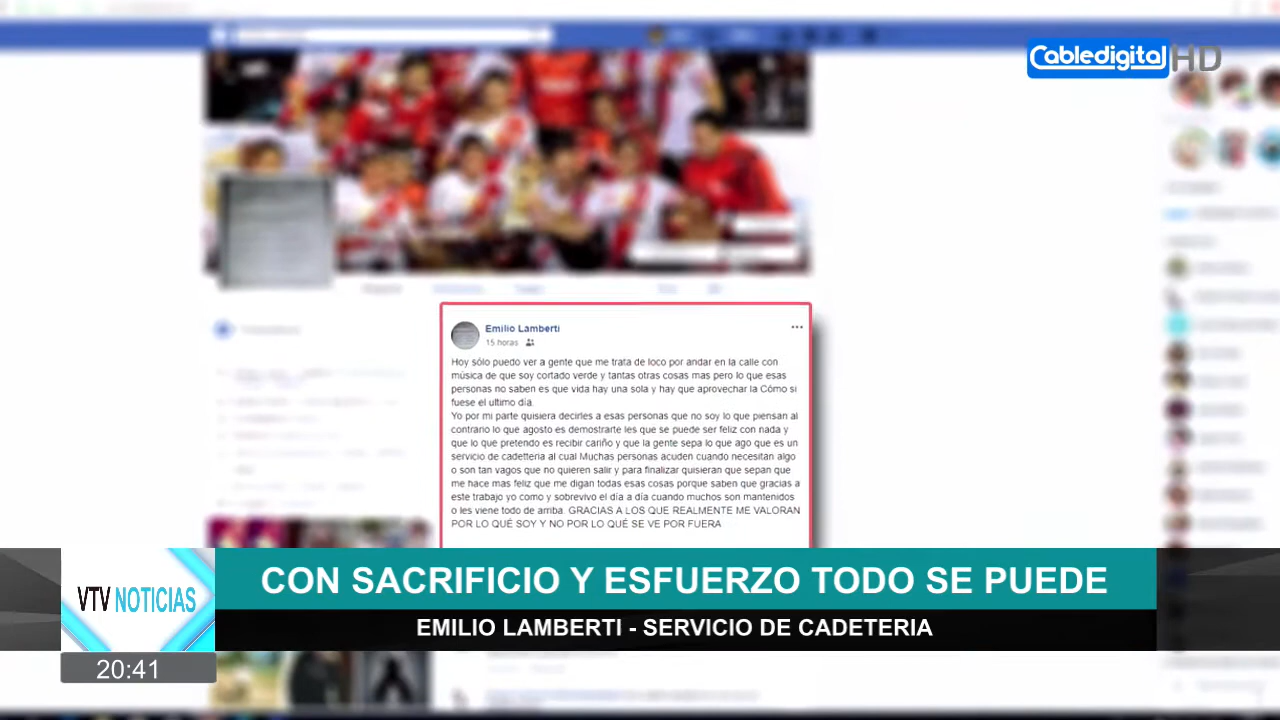 Cabledigital HD
Emilio Lamberti
15 horas
Hoy sólo puedo ver a gente que me trata de loco por andar en la calle con
música de que soy cortado verde y tantas otras cosas mas pero lo que esas
personas no saben es que vida hay una sola y hay que aprovechar la Cómo si
fuese el ultimo día.
Yo por mi parte quisiera decirles a esas personas que no soy lo que piensan al
contrario lo que agosto es demostrarte les que se puede ser feliz con nada y
que lo que pretendo es recibir cariño y que la gente sepa lo que ago que es un
servicio de cadetteria al cual Muchas personas acuden cuando necesitan algo
o son tan vagos que no quieren salir y para finalizar quisieran que sepan que
me hace mas feliz que me digan todas esas cosas porque saben que gracias a
este trabajo yo como y sobrevivo el día a día cuando muchos son mantenidos
o les viene todo de arriba. GRACIAS A LOS QUE REALMENTE ME VALORAN
POR LO QUÉ SOY Y NO POR LO QUÉ SE VE POR FUERA
CON SACRIFICIO Y ESFUERZO TODO SE PUEDE
VTV NOTICIAS
EMILIO LAMBERTI - SERVICIO DE CADETERIA
20:41